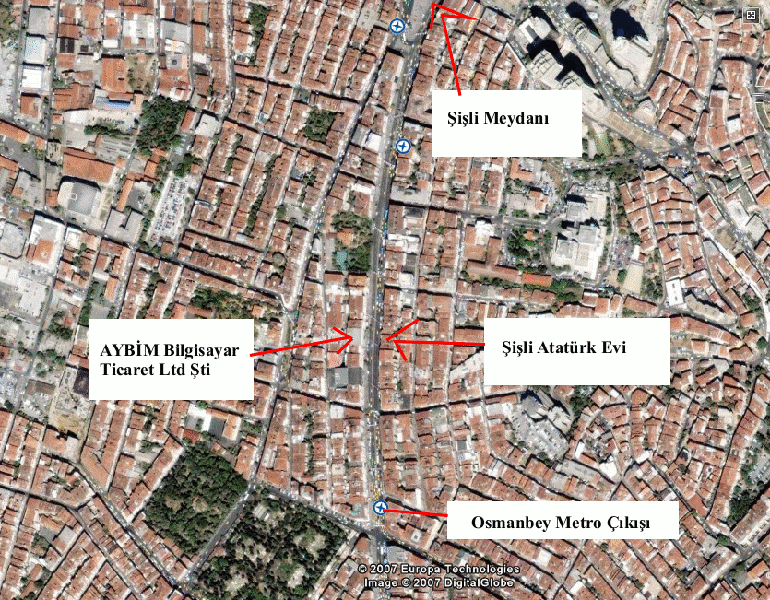 Şişli Meydanı
AYBİM Bilgisayar
Ticaret Ltd Şti
Şişli Atatürk Evi
Osmanbey Metro Çıkışı
© 2007 Europa Technologies
Image © 2007 DigitalGlobe